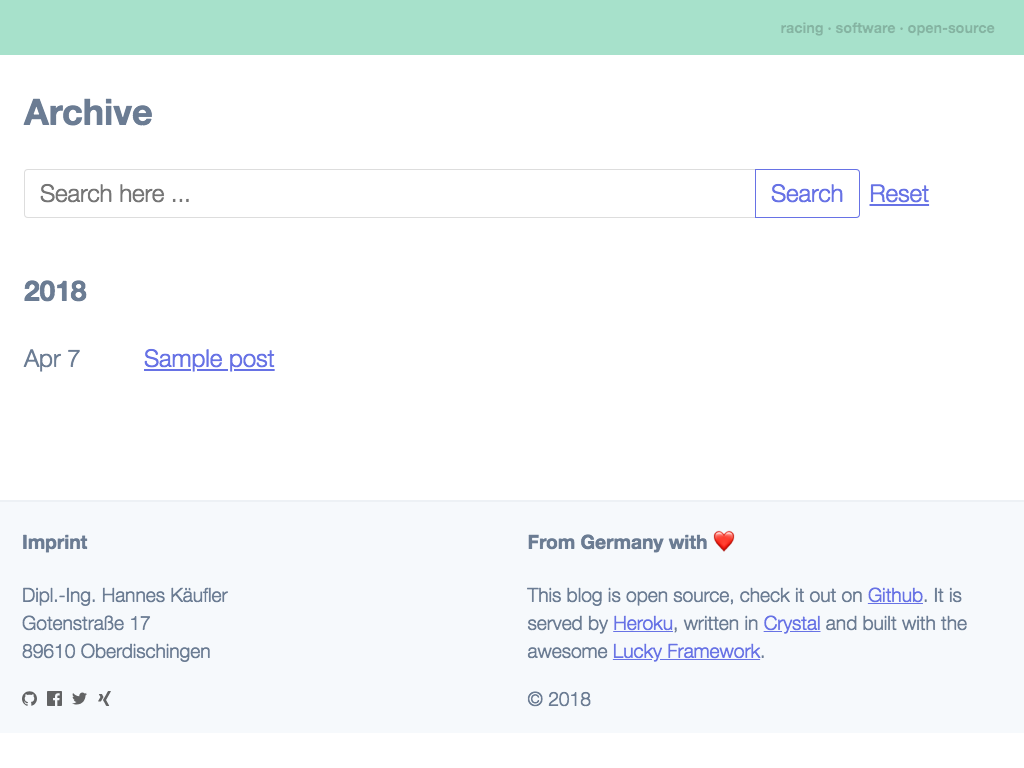 racing · software · open-source
Archive
Search here ... Search Reset
2018
Apr 7 Sample post
Imprint
Dipl.-Ing. Hannes Käufler
Gotenstraße 17
89610 Oberdischingen
From Germany with ❤️
This blog is open source, check it out on Github. It is
served by Heroku, written in Crystal and built with the
awesome Lucky Framework.
© 2018